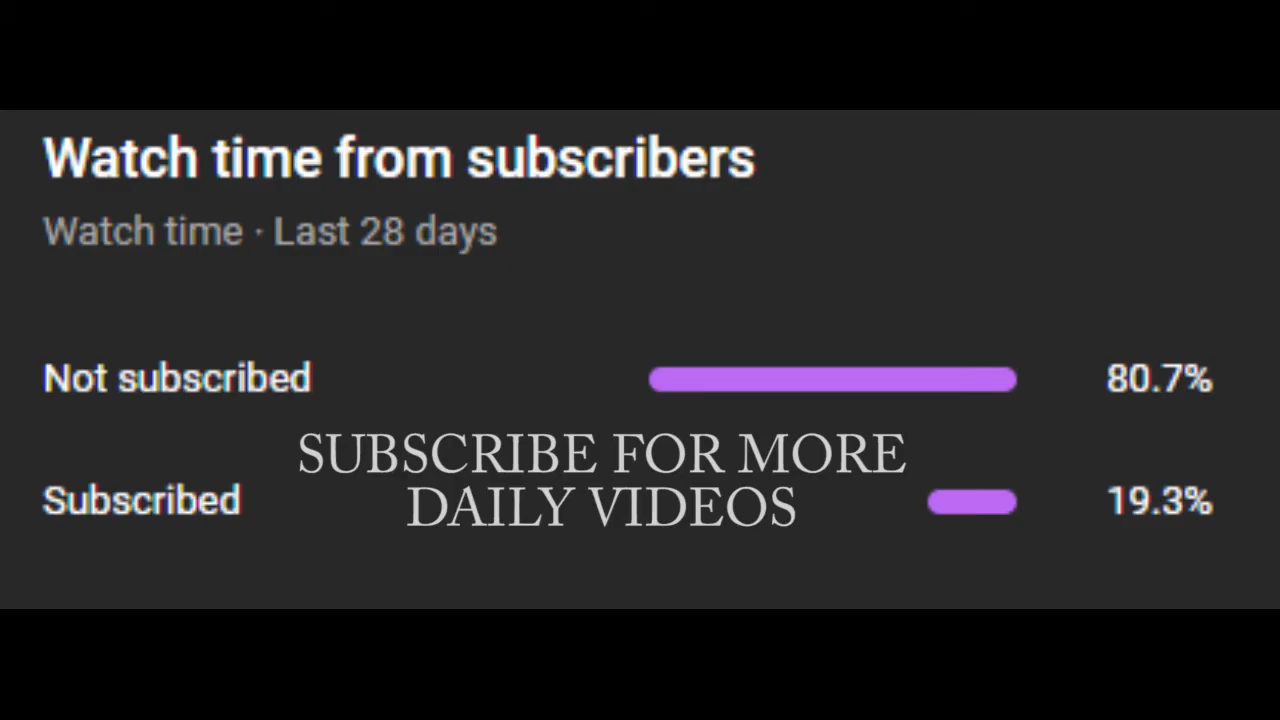 Watch time from subscribers
Watch time · Last 28 days
Not subscribed 80.7%
SUBSCRIBE FOR MORE
DAILY VIDEOS
Subscribed 19.3%